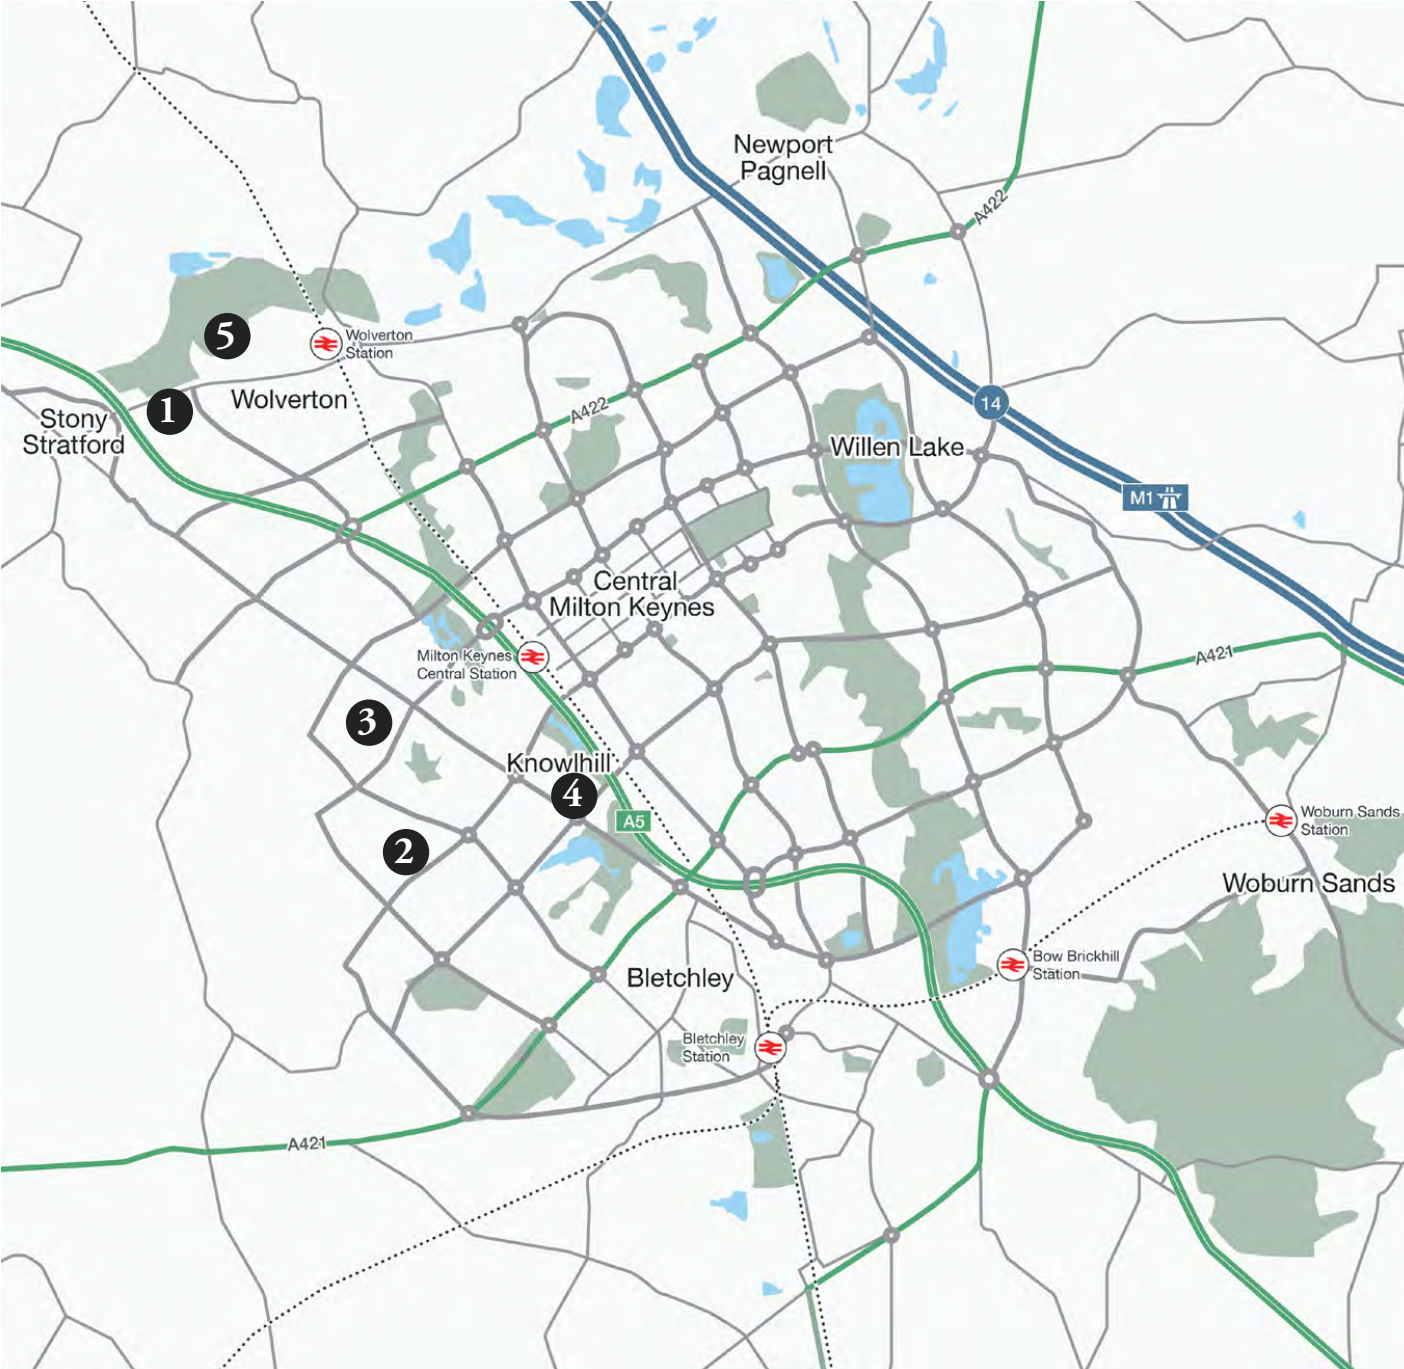 Newport
Pagnell
A422
5
Wolverton
Station
1
Wolverton
Stony
Stratford
A422
14
Willen Lake
M1
Central
Milton Keynes
Milton Keynes
Central Station
A421
3
Knowlhill
4
A5
2
Woburn Sands
Station
Woburn Sands
Bow Brickhill
Station
Bletchley
Bletchley
Station
A421